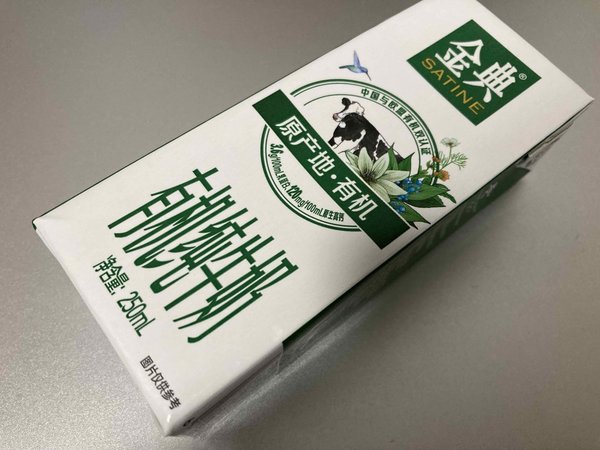 金典®
SATINE
中国与欧盟有机双认证
原产地·有机
3.6g/100mL乳蛋白,120mg/100mL原生高钙
有机纯牛奶
净含量:250mL
图片仅供参考